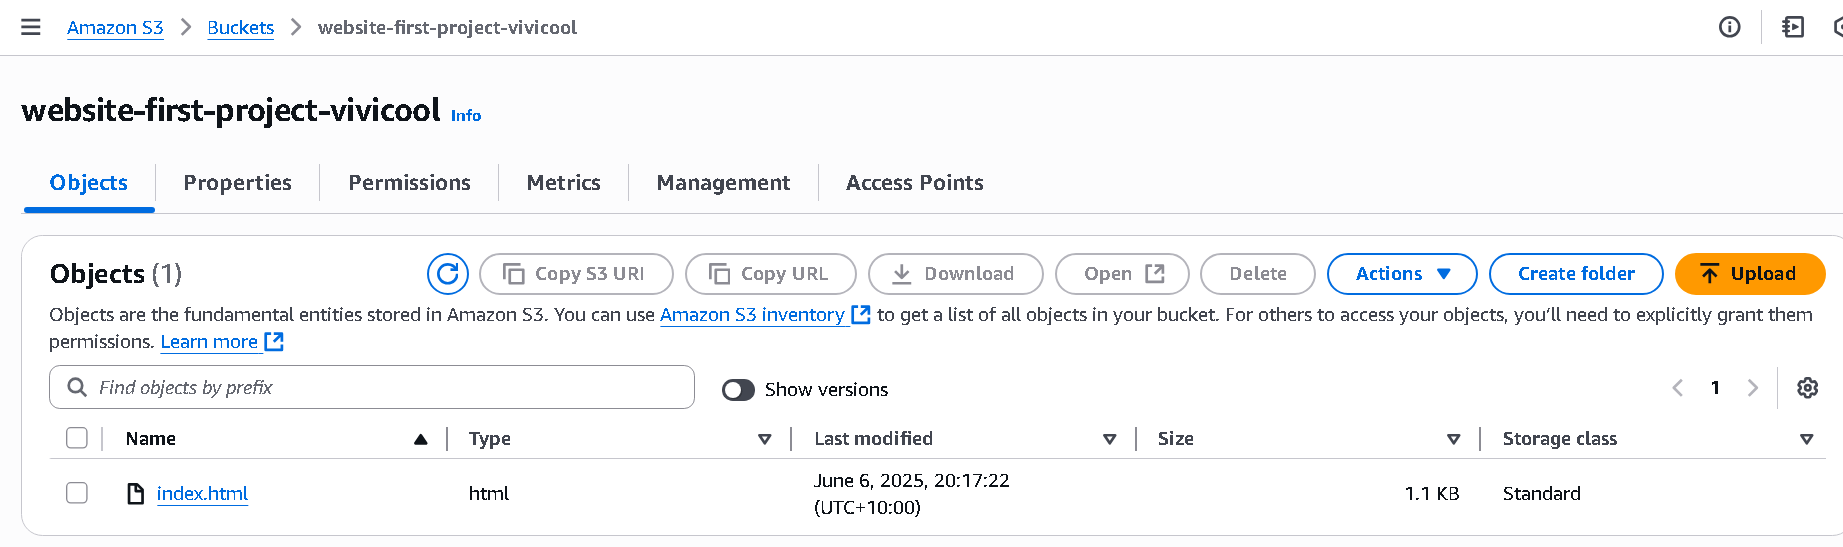 Amazon S3 > Buckets > website-first-project-vivicool
website-first-project-vivicool Info
Objects Properties Permissions Metrics Management Access Points
Objects (1) Copy S3 URI Copy URL Download Open Delete Actions Create folder Upload
Objects are the fundamental entities stored in Amazon S3. You can use Amazon S3 inventory to get a list of all objects in your bucket. For others to access your objects, you'll need to explicitly grant them
permissions. Learn more
Find objects by prefix Show versions 1
Name Type Last modified Size Storage class
index.html html June 6, 2025, 20:17:22 1.1 KB Standard
(UTC+10:00)